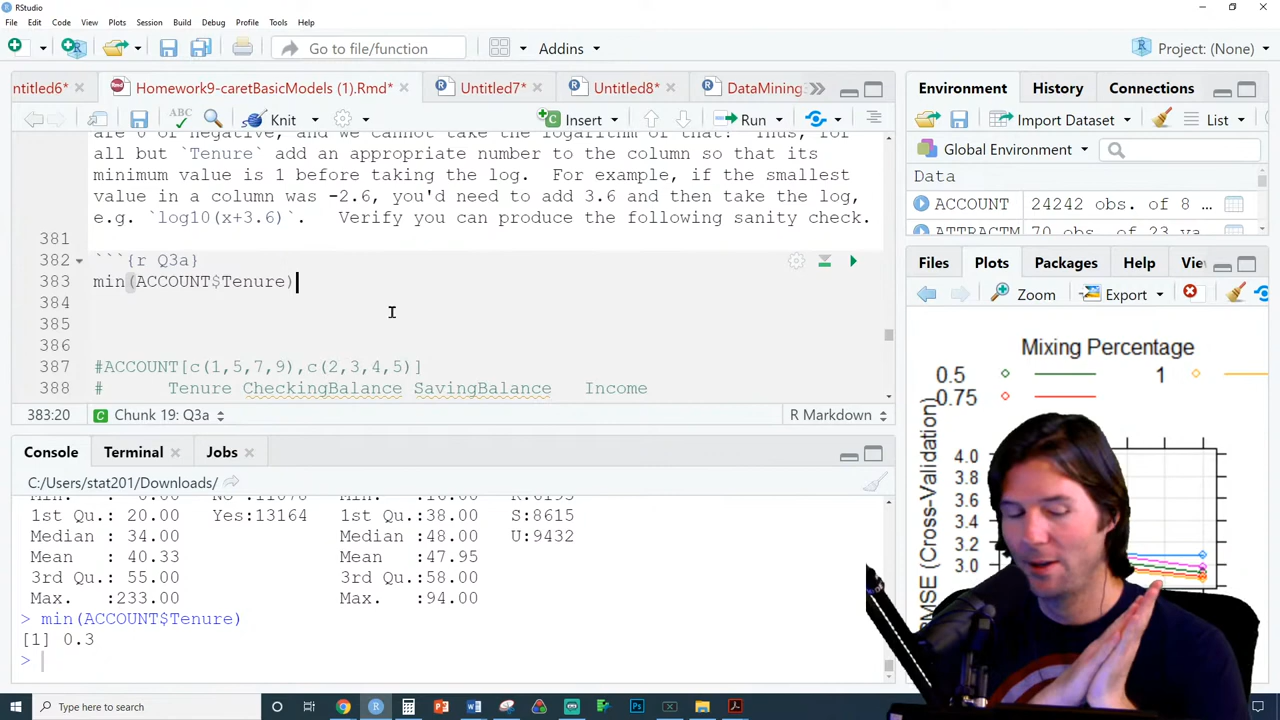 RStudio
File Edit Code View Plots Session Build Debug Profile Tools Help
Go to file/function Addins Project: (None)
ntitled6* Homework9-caretBasicModels (1).Rmd* Untitled7* Untitled8* DataMining
ABC Knit Insert Run
all but `Tenure` add an appropriate number to the column so that its
minimum value is 1 before taking the log. For example, if the smallest
value in a column was -2.6, you'd need to add 3.6 and then take the log,
e.g. `log10(x+3.6)`. Verify you can produce the following sanity check.
381
382 ```{r Q3a}
383 min(ACCOUNT$Tenure)
384
385
386
387 #ACCOUNT[c(1,5,7,9),c(2,3,4,5)]
388 # Tenure CheckingBalance SavingBalance Income
383:20 Chunk 19: Q3a R Markdown
Console Terminal Jobs
C:/Users/stat201/Downloads/
1st Qu.: 20.00 Yes:13164 1st Qu.:38.00 S:8615
Median : 34.00 Median :48.00 U:9432
Mean : 40.33 Mean :47.95
3rd Qu.: 55.00 3rd Qu.:58.00
Max. :233.00 Max. :94.00
> min(ACCOUNT$Tenure)
[1] 0.3
>
Environment History Connections
Import Dataset List
Global Environment
Data
ACCOUNT 24242 obs. of 8 ...
ATTRACTM 70 obs. of 23 va
Files Plots Packages Help Vie
Zoom Export
Mixing Percentage
0.5 1
0.75
MSE (Cross-Validation)
4.0
3.8
3.6
3.4
3.2
3.0
Type here to search